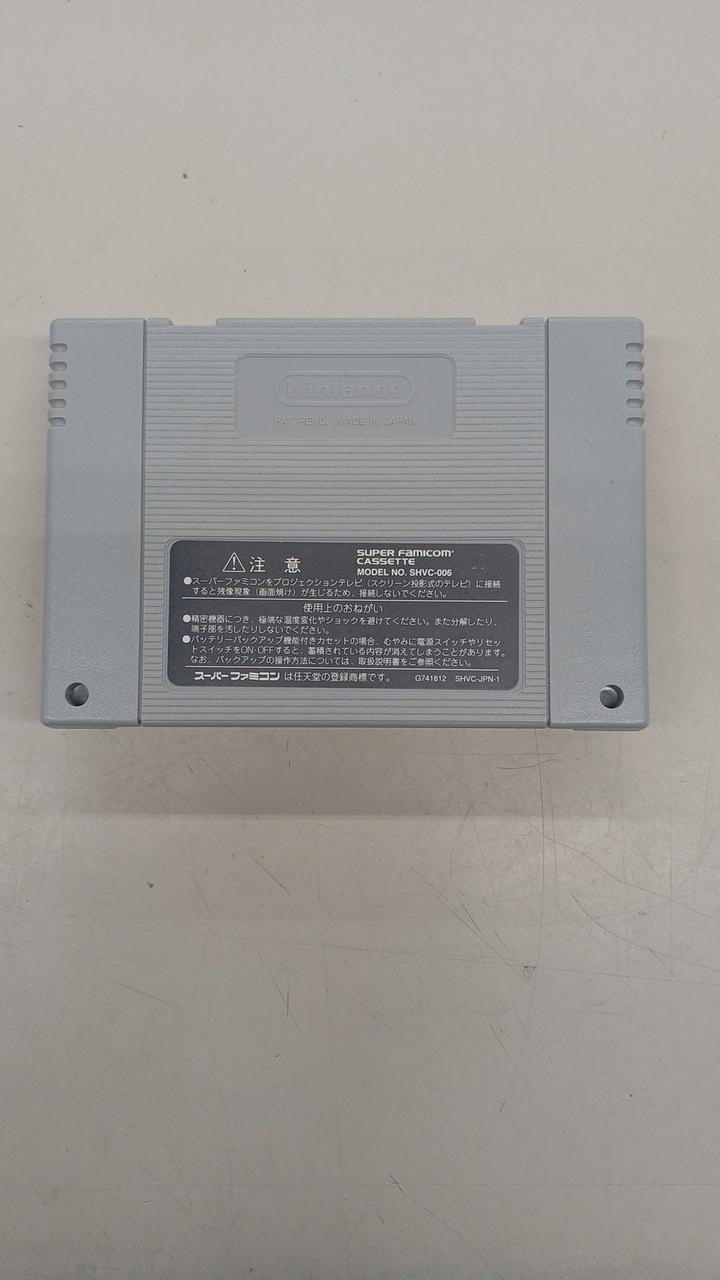 Nintendo
PAT. PEND. MADE IN JAPAN
注 意
SUPER FAMICOM
CASSETTE
MODEL NO. SHVC-006
●スーパーファミコンをプロジェクションテレビ（スクリーン投影式のテレビ）に接続
すると残像現象（画面焼け）が生じるため、接続しないでください。
使用上のおねがい
●精密機器につき、極端な温度変化やショックを避けてください。また分解したり、
端子部を汚したりしないでください。
●バッテリーバックアップ機能付きカセットの場合、むやみに電源スイッチやリセッ
トスイッチをON・OFFすると、蓄積されている内容が消えてしまうことがあります。
なお、バックアップの操作方法については、取扱説明書をご参照ください。
スーパーファミコン は任天堂の登録商標です。 G741812 SHVC-JPN-1